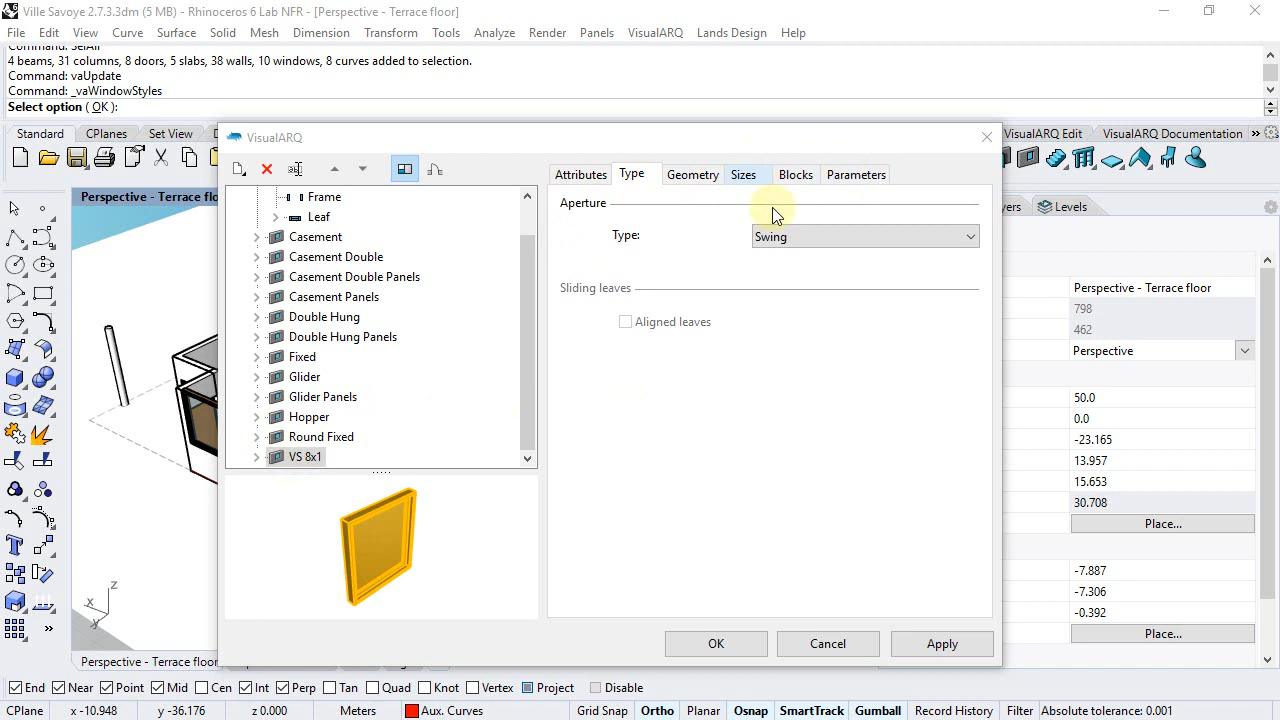 Ville Savoye 2.7.3.3dm (5 MB) - Rhinoceros 6 Lab NFR - [Perspective - Terrace floor]
File Edit View Curve Surface Solid Mesh Dimension Transform Tools Analyze Render Panels VisualARQ Lands Design Help
4 beams, 31 columns, 8 doors, 5 slabs, 38 walls, 10 windows, 8 curves added to selection.
Command: vaUpdate
Command: _vaWindowStyles
Select option ( OK ):
Standard CPlanes Set View VisualARQ Edit VisualARQ Documentation »
VisualARQ
Perspective - Terrace flo
Levels
Attributes Type Geometry Sizes Blocks Parameters
Frame
Leaf
Casement
Casement Double
Casement Double Panels
Casement Panels
Double Hung
Double Hung Panels
Fixed
Glider
Glider Panels
Hopper
Round Fixed
VS 8x1
Aperture
Type: Swing
Sliding leaves
Aligned leaves
OK Cancel Apply
Perspective - Terrace floor
798
462
Perspective
50.0
0.0
-23.165
13.957
15.653
30.708
Place...
-7.887
-7.306
-0.392
Place...
z
x
y
»
Perspective - Terrace floor
End Near Point Mid Cen Int Perp Tan Quad Knot Vertex Project Disable
CPlane x -10.948 y -36.176 z 0.000 Meters Aux. Curves Grid Snap Ortho Planar Osnap SmartTrack Gumball Record History Filter Absolute tolerance: 0.001